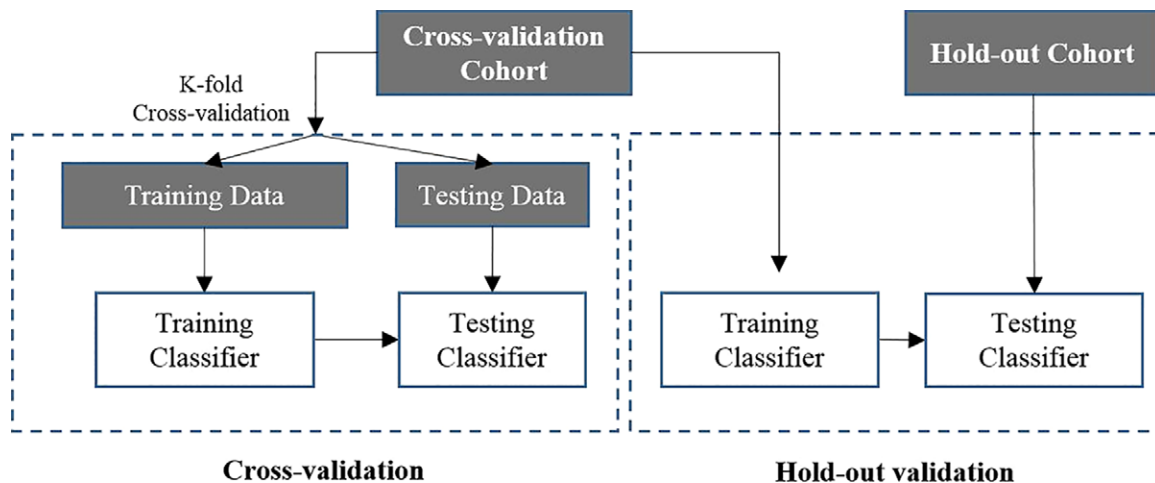 Cross-validation
Cohort
Hold-out Cohort
K-fold
Cross-validation
Training Data
Testing Data
Training
Classifier
Testing
Classifier
Training
Classifier
Testing
Classifier
Cross-validation
Hold-out validation